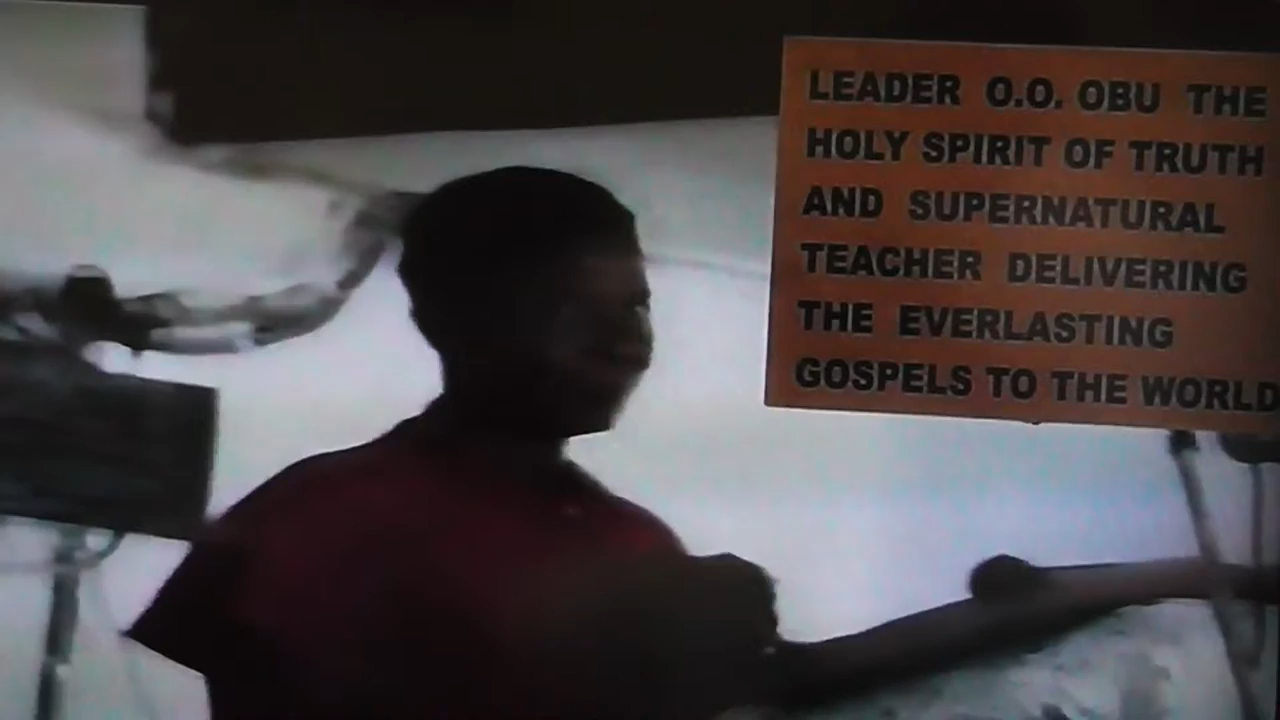 LEADER O.O. OBU THE
HOLY SPIRIT OF TRUTH
AND SUPERNATURAL
TEACHER DELIVERING
THE EVERLASTING
GOSPELS TO THE WORLD